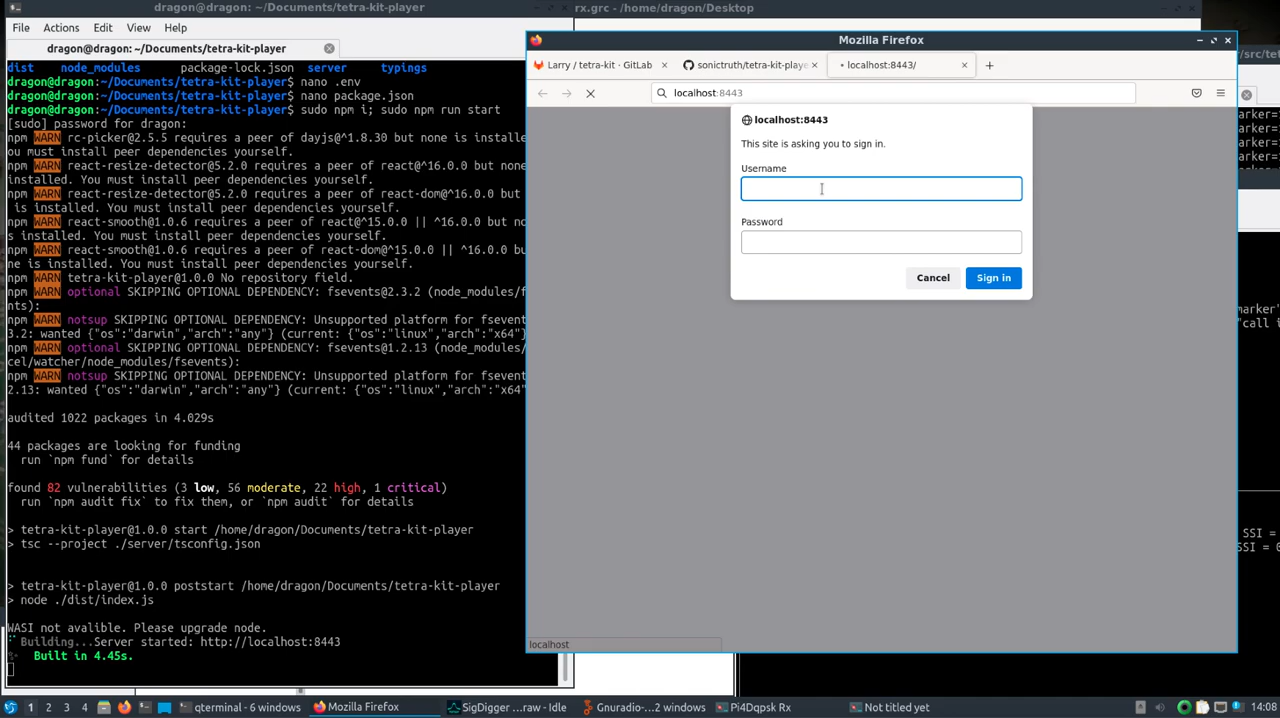 dragon@dragon: ~/Documents/tetra-kit-player
File Actions Edit View Help
dragon@dragon: ~/Documents/tetra-kit-player
dist node_modules package-lock.json server typings
dragon@dragon:~/Documents/tetra-kit-player$ nano .env
dragon@dragon:~/Documents/tetra-kit-player$ nano package.json
dragon@dragon:~/Documents/tetra-kit-player$ sudo npm i; sudo npm run start
[sudo] password for dragon:
npm WARN rc-picker@2.5.5 requires a peer of dayjs@^1.8.30 but none is installe
ou must install peer dependencies yourself.
npm WARN react-resize-detector@5.2.0 requires a peer of react@^16.0.0 but none
installed. You must install peer dependencies yourself.
npm WARN react-resize-detector@5.2.0 requires a peer of react-dom@^16.0.0 but
is installed. You must install peer dependencies yourself.
npm WARN react-smooth@1.0.6 requires a peer of react@^15.0.0 || ^16.0.0 but no
s installed. You must install peer dependencies yourself.
npm WARN react-smooth@1.0.6 requires a peer of react-dom@^15.0.0 || ^16.0.0 bu
ne is installed. You must install peer dependencies yourself.
npm WARN tetra-kit-player@1.0.0 No repository field.
npm WARN optional SKIPPING OPTIONAL DEPENDENCY: fsevents@2.3.2 (node_modules/f
nts):
npm WARN notsup SKIPPING OPTIONAL DEPENDENCY: Unsupported platform for fsevent
3.2: wanted {"os":"darwin","arch":"any"} (current: {"os":"linux","arch":"x64"}
npm WARN optional SKIPPING OPTIONAL DEPENDENCY: fsevents@1.2.13 (node_modules/
cel/watcher/node_modules/fsevents):
npm WARN notsup SKIPPING OPTIONAL DEPENDENCY: Unsupported platform for fsevent
2.13: wanted {"os":"darwin","arch":"any"} (current: {"os":"linux","arch":"x64"
audited 1022 packages in 4.029s
44 packages are looking for funding
run `npm fund` for details
found 82 vulnerabilities (3 low, 56 moderate, 22 high, 1 critical)
run `npm audit fix` to fix them, or `npm audit` for details
> tetra-kit-player@1.0.0 start /home/dragon/Documents/tetra-kit-player
> tsc --project ./server/tsconfig.json
> tetra-kit-player@1.0.0 poststart /home/dragon/Documents/tetra-kit-player
> node ./dist/index.js
WASI not avalible. Please upgrade node.
Building...Server started: http://localhost:8443
Built in 4.45s.
rx.grc - /home/dragon/Desktop
Mozilla Firefox
Larry / tetra-kit · GitLab
sonictruth/tetra-kit-playe
localhost:8443/
localhost:8443
localhost:8443
This site is asking you to sign in.
Username
Password
Cancel Sign in
localhost
tg/src/tet
arker=
arker=
arker=
arker=
marker'
"call i
SSI =
SSI = 0
1 2 3 4 qterminal - 6 windows Mozilla Firefox SigDigger ...raw - Idle Gnuradio-...2 windows Pi4Dqpsk Rx Not titled yet 14:08